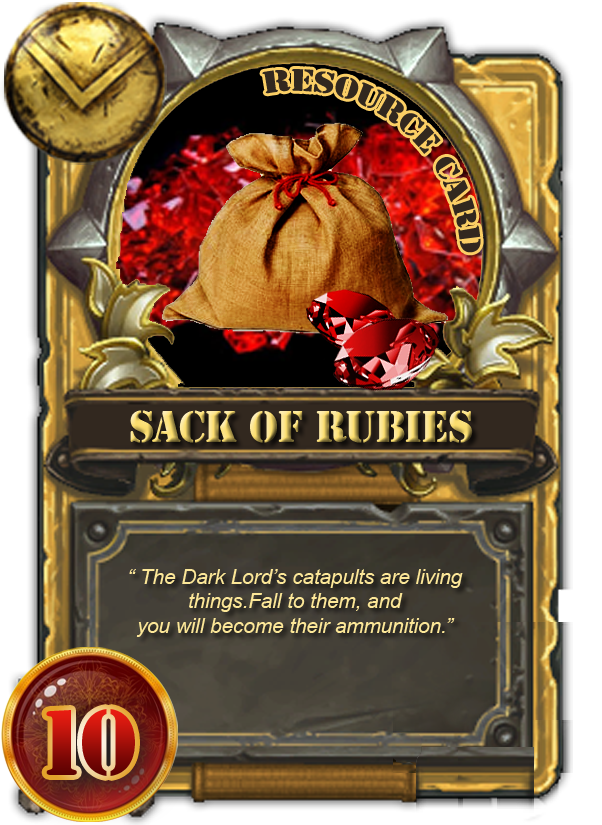 RESOURCE CARD
SACK OF RUBIES
“ The Dark Lord’s catapults are living
things.Fall to them, and
you will become their ammunition.”
10